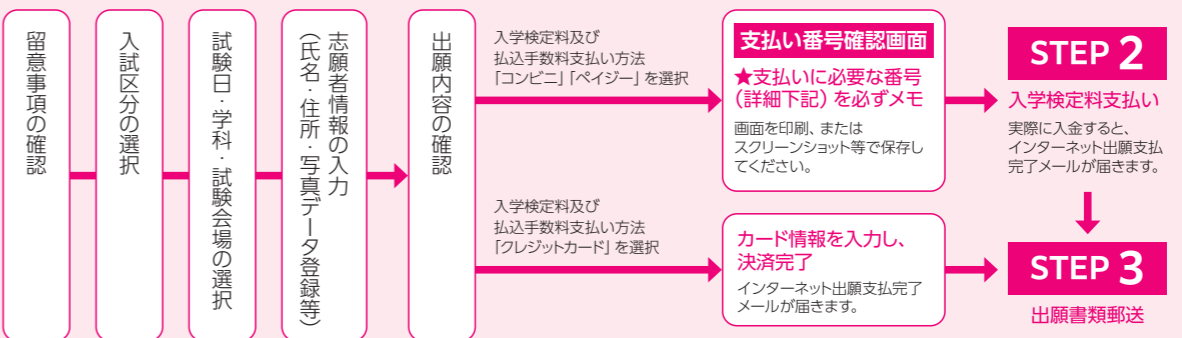 留意事項の確認
入試区分の選択
試験日・学科・試験会場の選択
志願者情報の入力
(氏名・住所・写真データ登録等)
出願内容の確認
入学検定料及び
払込手数料支払い方法
「コンビニ」「ペイジー」を選択
支払い番号確認画面
★支払いに必要な番号
(詳細下記)を必ずメモ
画面を印刷、または
スクリーンショット等で保存し
てください。
STEP 2
入学検定料支払い
実際に入金すると、
インターネット出願支払
完了メールが届きます。
入学検定料及び
払込手数料支払い方法
「クレジットカード」を選択
カード情報を入力し、
決済完了
インターネット出願支払完了
メールが届きます。
STEP 3
出願書類郵送